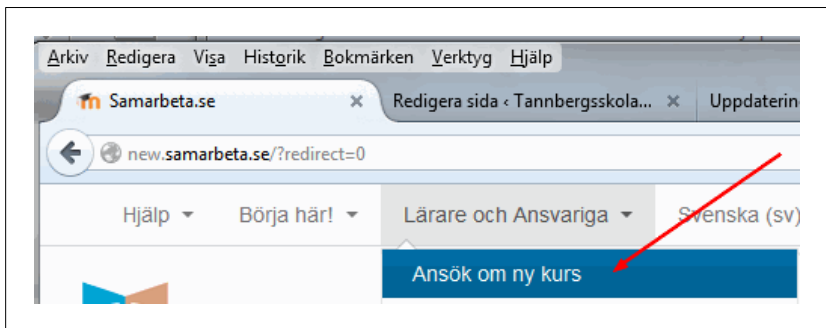 Arkiv Redigera Visa Historik Bokmärken Verktyg Hjälp
Samarbeta.se Redigera sida ‹ Tannbergsskola... Uppdaterin
new.samarbeta.se/?redirect=0
Hjälp Börja här! Lärare och Ansvariga Svenska (sv)
Ansök om ny kurs